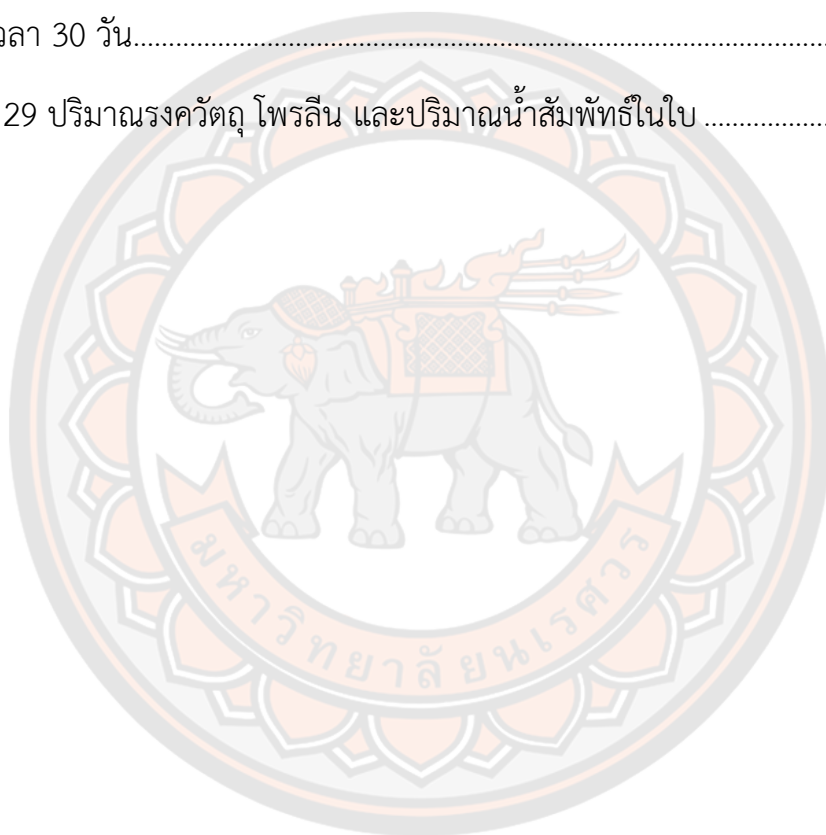 วลา 30 วัน................................................................................................
29 ปริมาณรงควัตถุ โพรลีน และปริมาณน้ำสัมพัทธ์ในใบ ..................
มหาวิทยาลัยนเรศวร